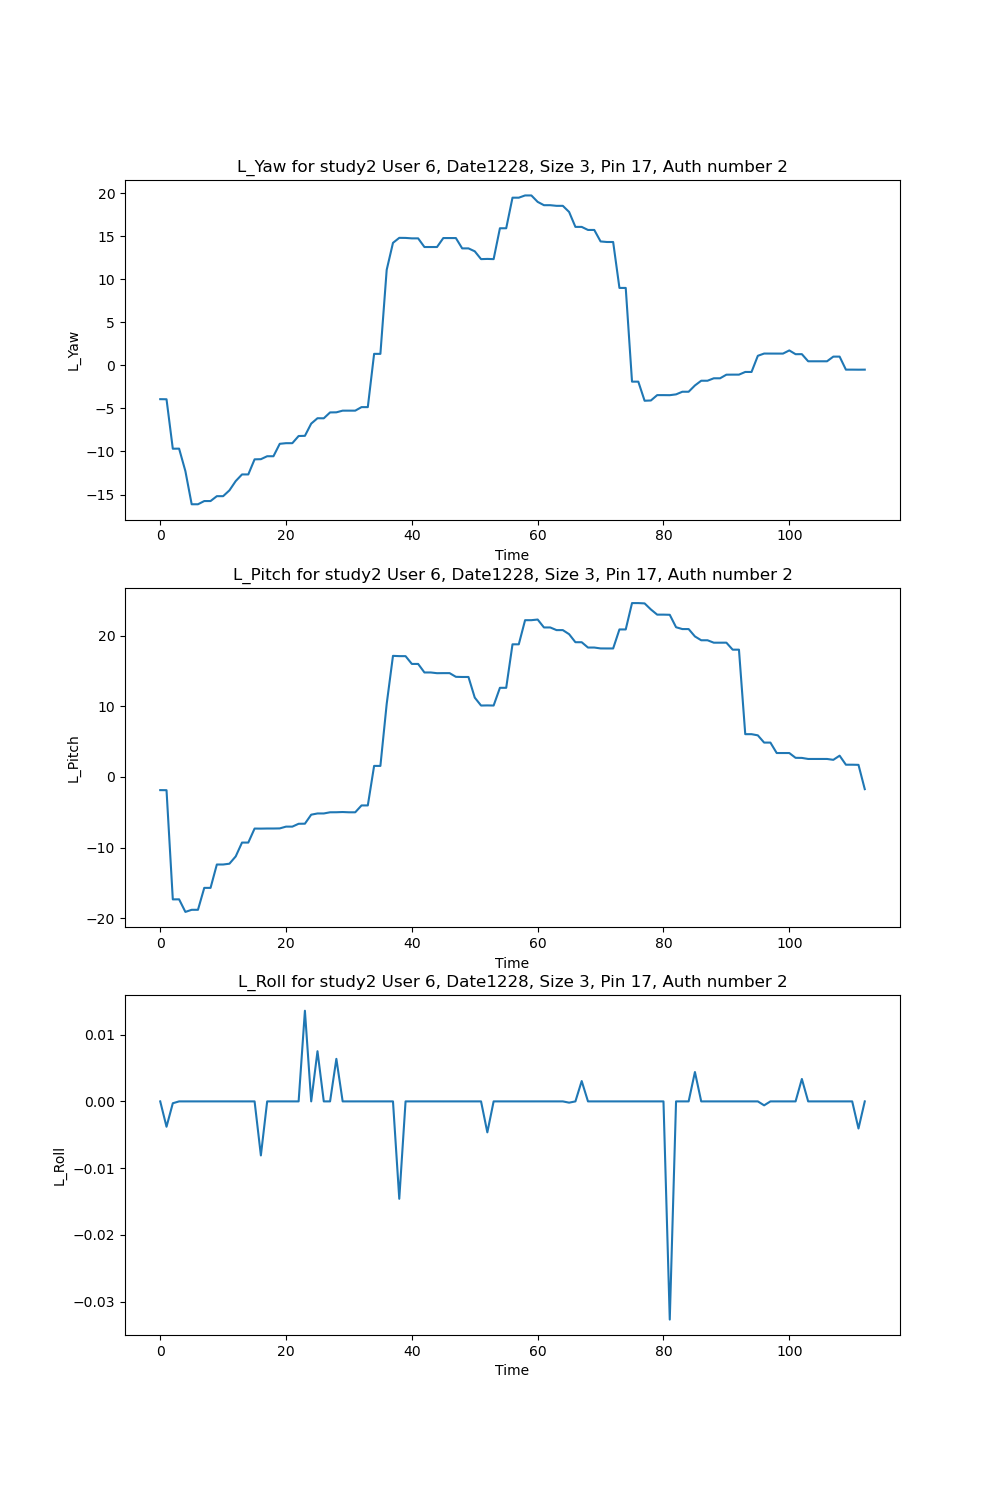 L_Yaw for study2 User 6, Date1228, Size 3, Pin 17, Auth number 2
20
15
10
5
0
−5
−10
−15
L_Yaw
0 20 40 60 80 100
Time
L_Pitch for study2 User 6, Date1228, Size 3, Pin 17, Auth number 2
20
10
0
−10
−20
L_Pitch
0 20 40 60 80 100
Time
L_Roll for study2 User 6, Date1228, Size 3, Pin 17, Auth number 2
0.01
0.00
−0.01
−0.02
−0.03
L_Roll
0 20 40 60 80 100
Time